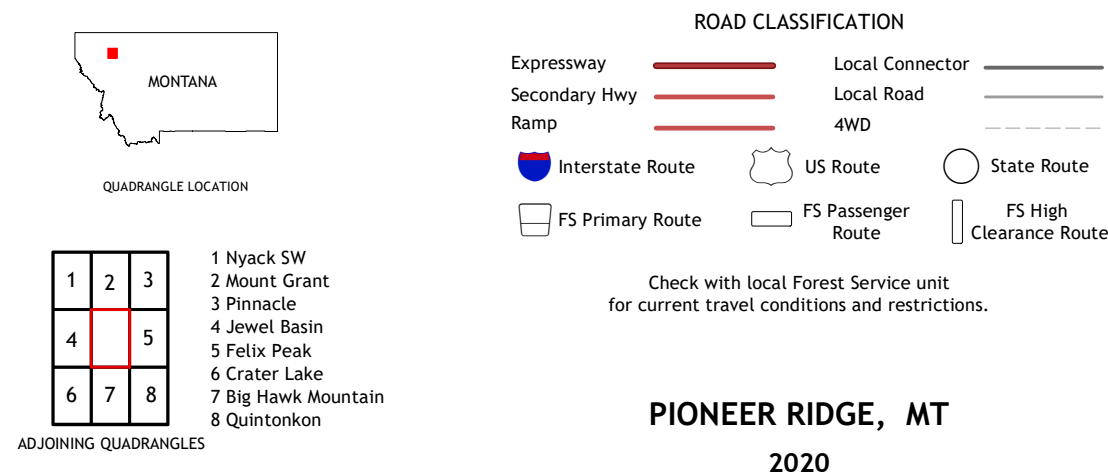 MONTANA
QUADRANGLE LOCATION
1 2 3
4 5
6 7 8
ADJOINING QUADRANGLES
1 Nyack SW
2 Mount Grant
3 Pinnacle
4 Jewel Basin
5 Felix Peak
6 Crater Lake
7 Big Hawk Mountain
8 Quintonkon
ROAD CLASSIFICATION
Expressway
Secondary Hwy
Ramp
Local Connector
Local Road
4WD
Interstate Route
US Route
State Route
FS Primary Route
FS Passenger
Route
FS High
Clearance Route
Check with local Forest Service unit
for current travel conditions and restrictions.
PIONEER RIDGE, MT
2020